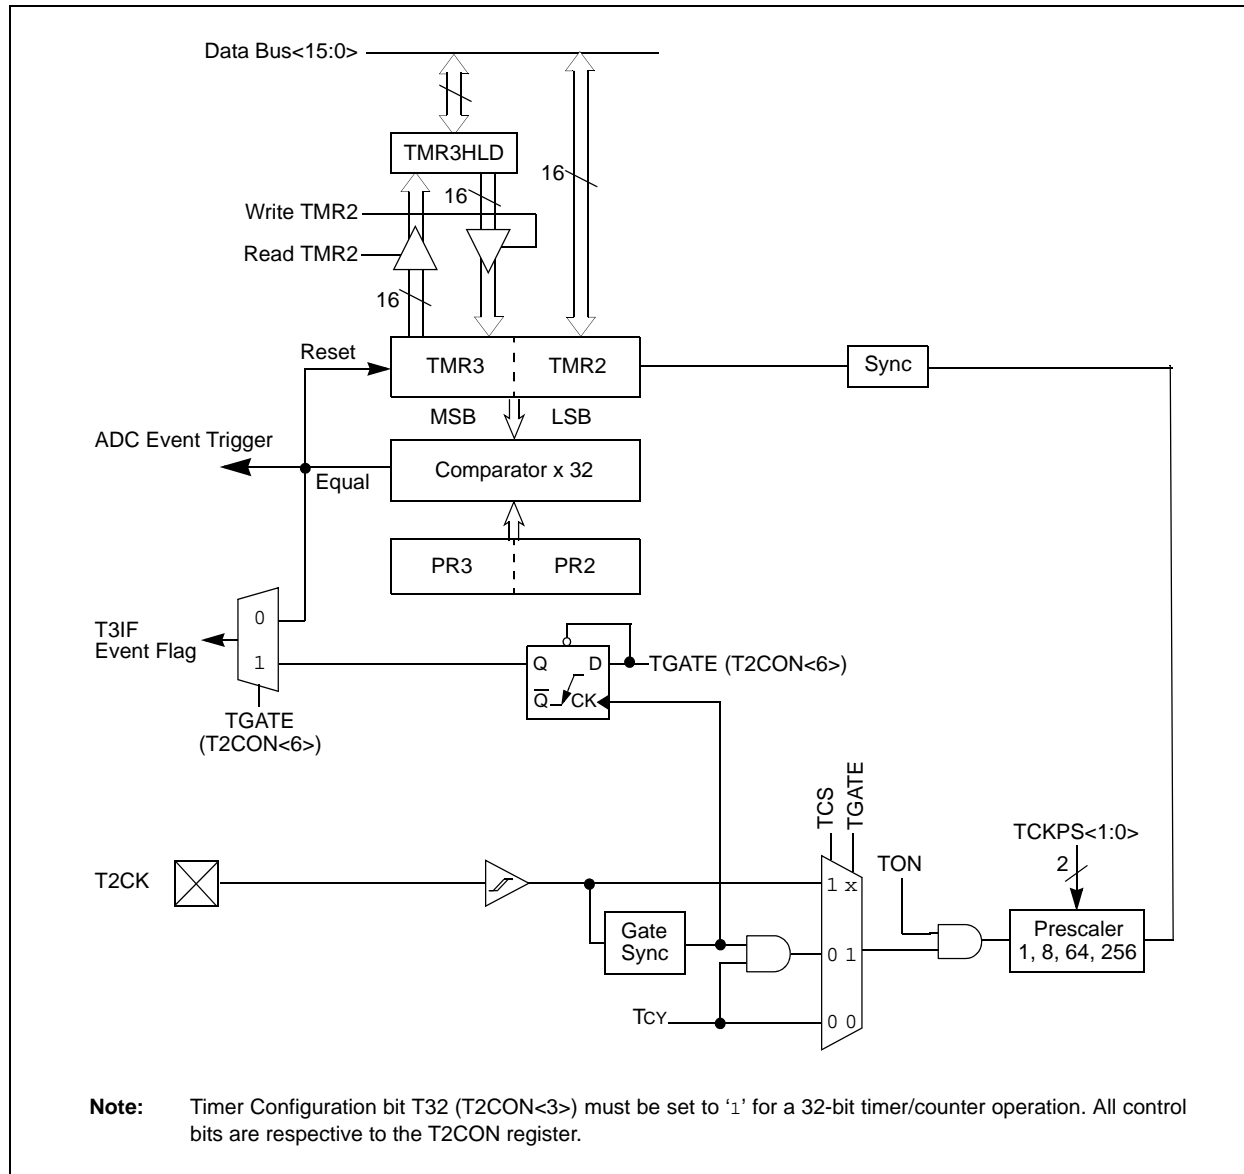 Data Bus<15:0>
TMR3HLD
16
16
Write TMR2
Read TMR2
16
Reset
TMR3
TMR2
Sync
MSB
LSB
ADC Event Trigger
Equal
Comparator x 32
PR3
PR2
0
1
T3IF
Event Flag
Q
D
Q
CK
TGATE (T2CON<6>)
TGATE
(T2CON<6>)
TCS
TGATE
TCKPS<1:0>
2
TON
T2CK
1 x
Gate
Sync
0 1
Prescaler
1, 8, 64, 256
TCY
0 0
Note: Timer Configuration bit T32 (T2CON<3>) must be set to ‘1’ for a 32-bit timer/counter operation. All control
bits are respective to the T2CON register.